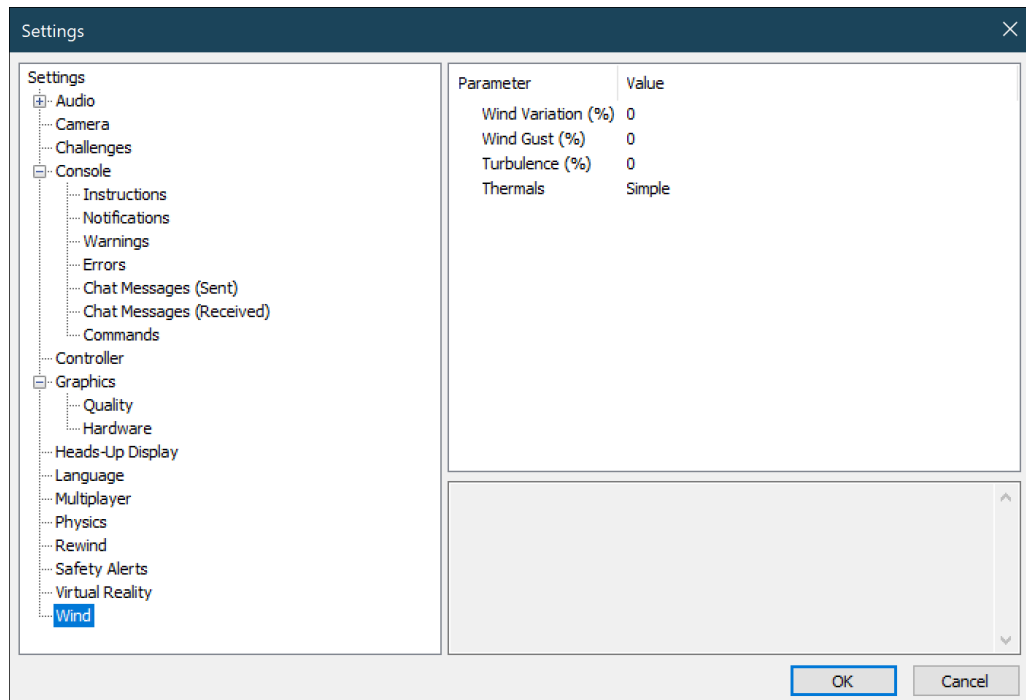 Settings
Settings
Audio
Camera
Challenges
Console
Instructions
Notifications
Warnings
Errors
Chat Messages (Sent)
Chat Messages (Received)
Commands
Controller
Graphics
Quality
Hardware
Heads-Up Display
Language
Multiplayer
Physics
Rewind
Safety Alerts
Virtual Reality
Wind
Parameter Value
Wind Variation (%) 0
Wind Gust (%) 0
Turbulence (%) 0
Thermals Simple
OK Cancel